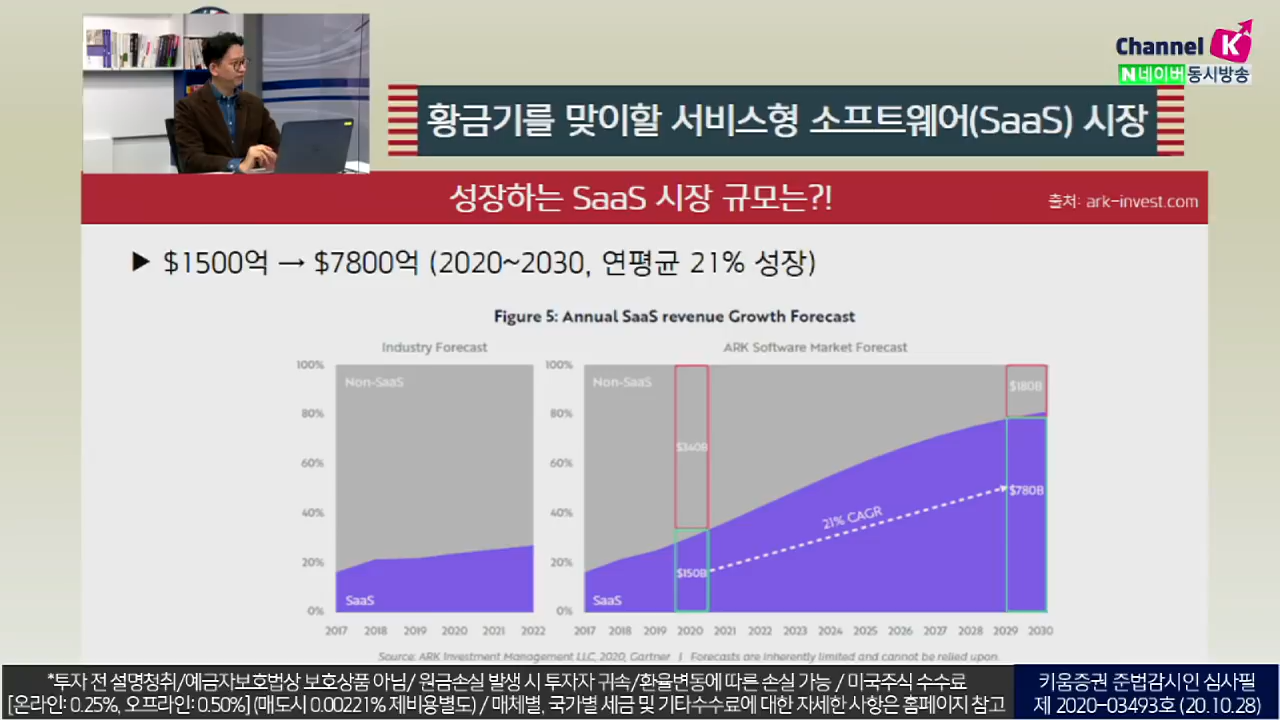 Channel K
N 네이버 동시방송
황금기를 맞이할 서비스형 소프트웨어(SaaS) 시장
성장하는 SaaS 시장 규모는?!
출처: ark-invest.com
▶ $1500억 → $7800억 (2020~2030, 연평균 21% 성장)
Figure 5: Annual SaaS revenue Growth Forecast
Industry Forecast
ARK Software Market Forecast
100%
80%
60%
40%
20%
0%
Non-SaaS
SaaS
2017 2018 2019 2020 2021 2022
100%
80%
60%
40%
20%
0%
Non-SaaS
$340B
$180B
$780B
21% CAGR
$150B
SaaS
2017 2018 2019 2020 2021 2022 2023 2024 2025 2026 2027 2028 2029 2030
Source: ARK Investment Management LLC, 2020, Gartner | Forecasts are inherently limited and cannot be relied upon.
*투자 전 설명청취/예금자보호법상 보호상품 아님/ 원금손실 발생 시 투자자 귀속/환율변동에 따른 손실 가능 / 미국주식 수수료
[온라인: 0.25%, 오프라인: 0.50%] (매도시 0.00221% 제비용별도) / 매체별, 국가별 세금 및 기타수수료에 대한 자세한 사항은 홈페이지 참고
키움증권 준법감시인 심사필
제 2020-03493호 (20.10.28)